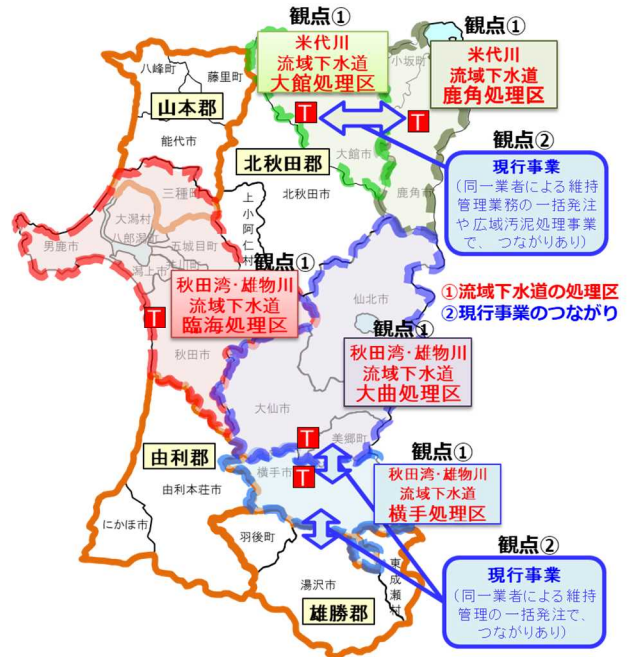 観点①
米代川
流域下水道
大館処理区
観点①
米代川
流域下水道
鹿角処理区
八峰町
藤里町
小坂町
山本郡
能代市
T
T
観点②
現行事業
(同一業者による維持
管理業務の一括発注
や広域汚泥処理事業
で、つながりあり)
北秋田郡
大館市
北秋田市
鹿角市
三種町
大潟村
八郎潟町
五城目町
男鹿市
井川町
潟上市
上小阿仁村
観点①
秋田湾・雄物川
流域下水道
臨海処理区
T
秋田市
仙北市
①流域下水道の処理区
②現行事業のつながり
観点①
秋田湾・雄物川
流域下水道
大曲処理区
大仙市
美郷町
T
由利郡
横手市
T
観点①
秋田湾・雄物川
流域下水道
横手処理区
由利本荘市
にかほ市
羽後町
湯沢市
東成瀬村
雄勝郡
観点②
現行事業
(同一業者による維持
管理の一括発注で、
つながりあり)